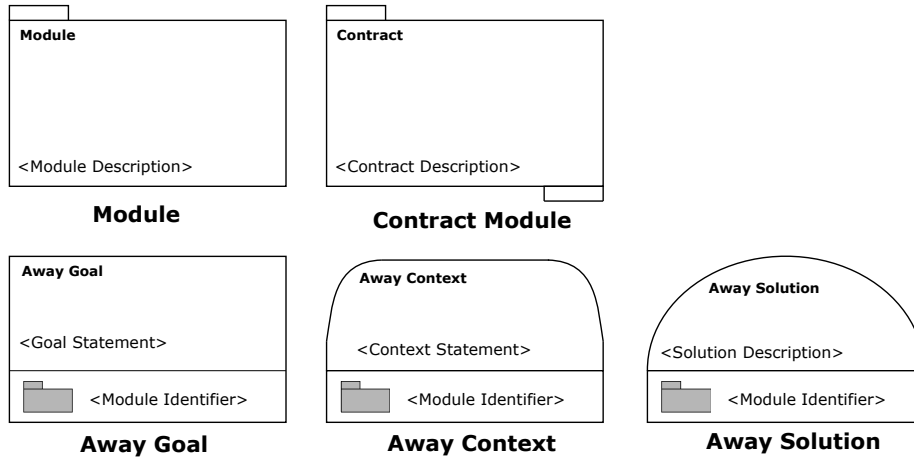 Module
<Module Description>
Module
Contract
<Contract Description>
Contract Module
Away Goal
<Goal Statement>
<Module Identifier>
Away Goal
Away Context
<Context Statement>
<Module Identifier>
Away Context
Away Solution
<Solution Description>
<Module Identifier>
Away Solution